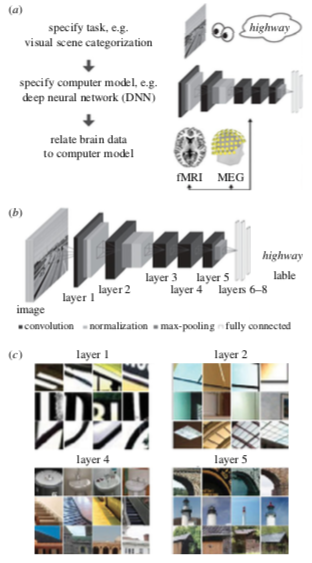 (a)
specify task, e.g.
visual scene categorization
highway
specify computer model, e.g.
deep neural network (DNN)
relate brain data
to computer model
fMRI MEG
(b)
layer 1
layer 2
layer 3
layer 4
layer 5
layers 6–8
highway
lable
image
convolution normalization max-pooling fully connected
(c)
layer 1 layer 2
layer 4 layer 5